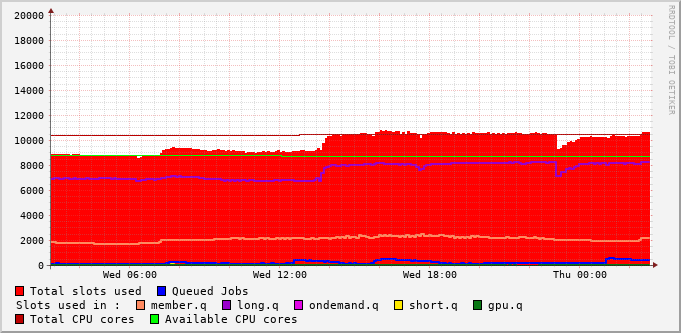 RRDTOOL / TOBI OETIKER
20000
18000
16000
14000
12000
10000
8000
6000
4000
2000
0
Wed 06:00 Wed 12:00 Wed 18:00 Thu 00:00
Total slots used Queued Jobs
Slots used in : member.q long.q ondemand.q short.q gpu.q
Total CPU cores Available CPU cores